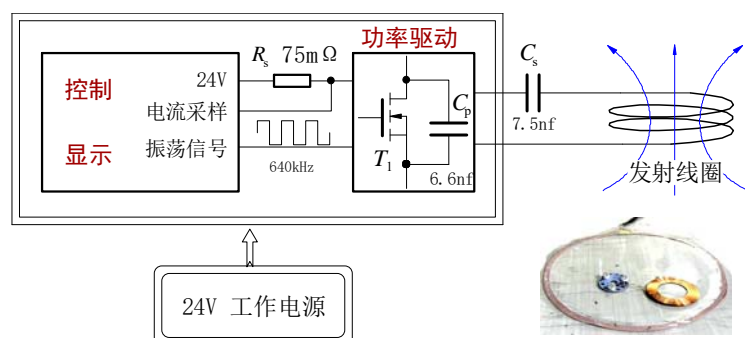 功率驱动
Rs 75mΩ
Cs
24V
控制
电流采样
Cp
7.5nf
显示
振荡信号
640kHz
T1
6.6nf
发射线圈
24V 工作电源